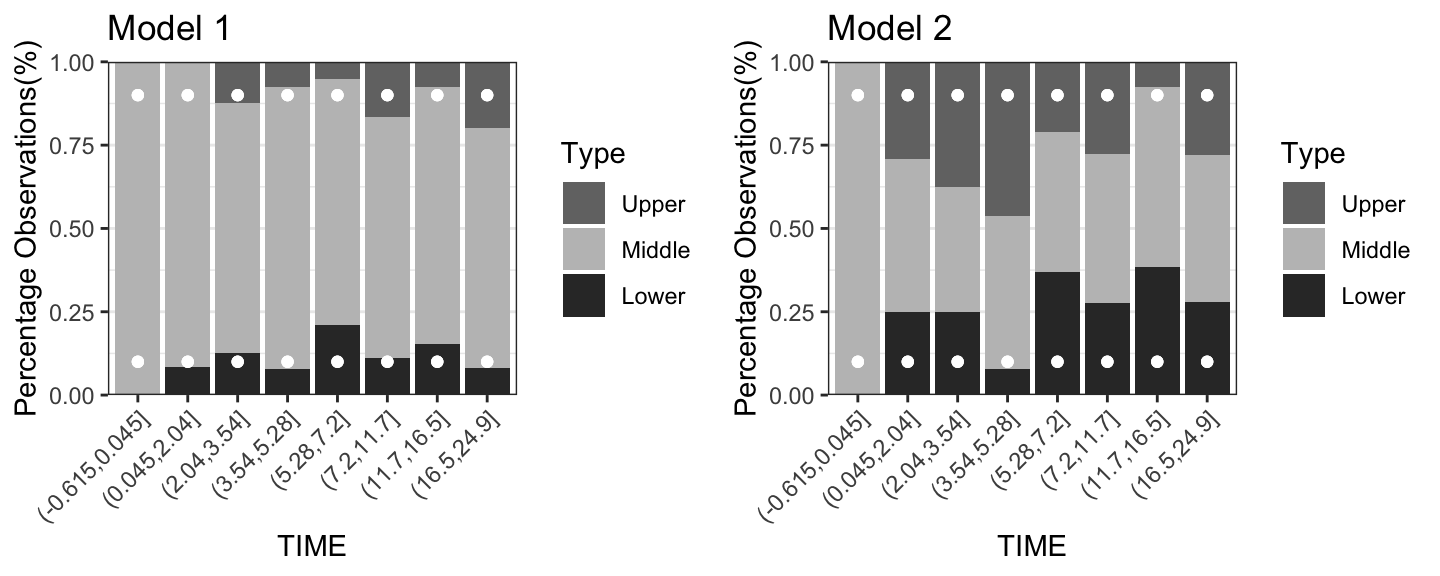 Model 1
Percentage Observations(%)
1.00
0.75
0.50
0.25
0.00
(-0.615,0.045]
(0.045,2.04]
(2.04,3.54]
(3.54,5.28]
(5.28,7.2]
(7.2,11.7]
(11.7,16.5]
(16.5,24.9]
TIME
Type
Upper
Middle
Lower
Model 2
Percentage Observations(%)
1.00
0.75
0.50
0.25
0.00
(-0.615,0.045]
(0.045,2.04]
(2.04,3.54]
(3.54,5.28]
(5.28,7.2]
(7.2,11.7]
(11.7,16.5]
(16.5,24.9]
TIME
Type
Upper
Middle
Lower